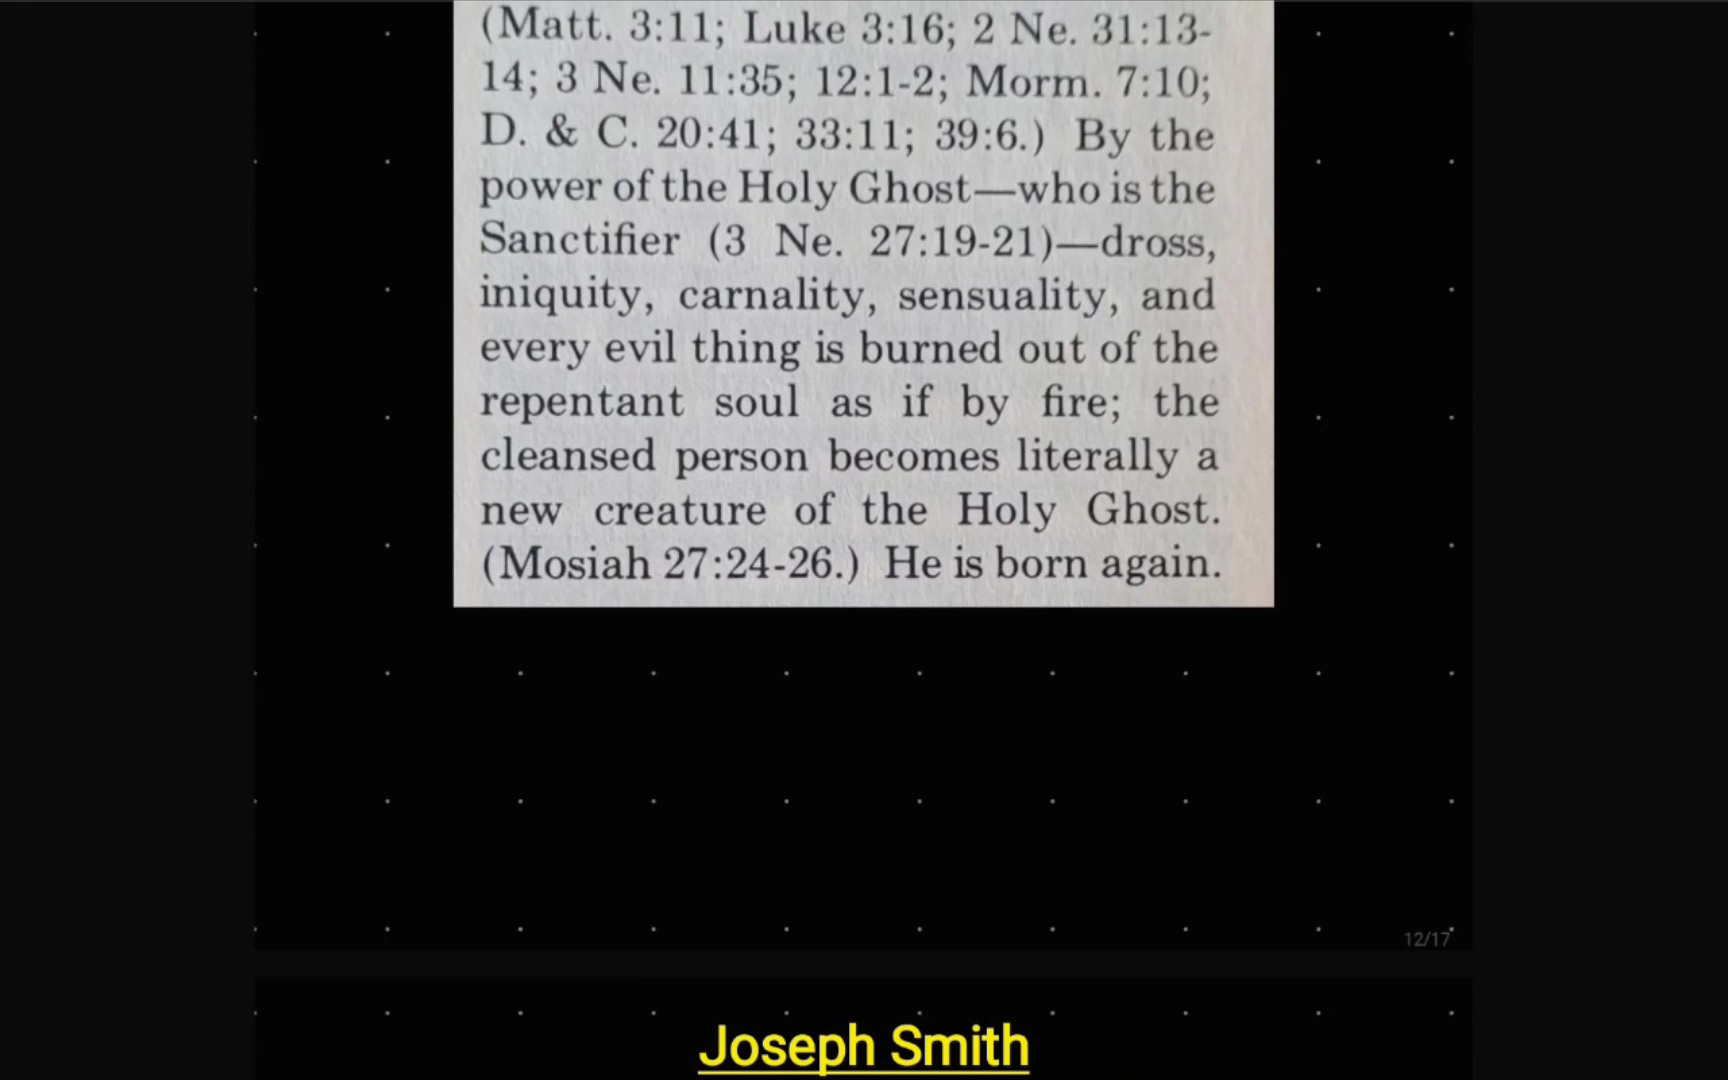 (Matt. 3:11; Luke 3:16; 2 Ne. 31:13-
14; 3 Ne. 11:35; 12:1-2; Morm. 7:10;
D. & C. 20:41; 33:11; 39:6.) By the
power of the Holy Ghost—who is the
Sanctifier (3 Ne. 27:19-21)—dross,
iniquity, carnality, sensuality, and
every evil thing is burned out of the
repentant soul as if by fire; the
cleansed person becomes literally a
new creature of the Holy Ghost.
(Mosiah 27:24-26.) He is born again.
12/17
Joseph Smith